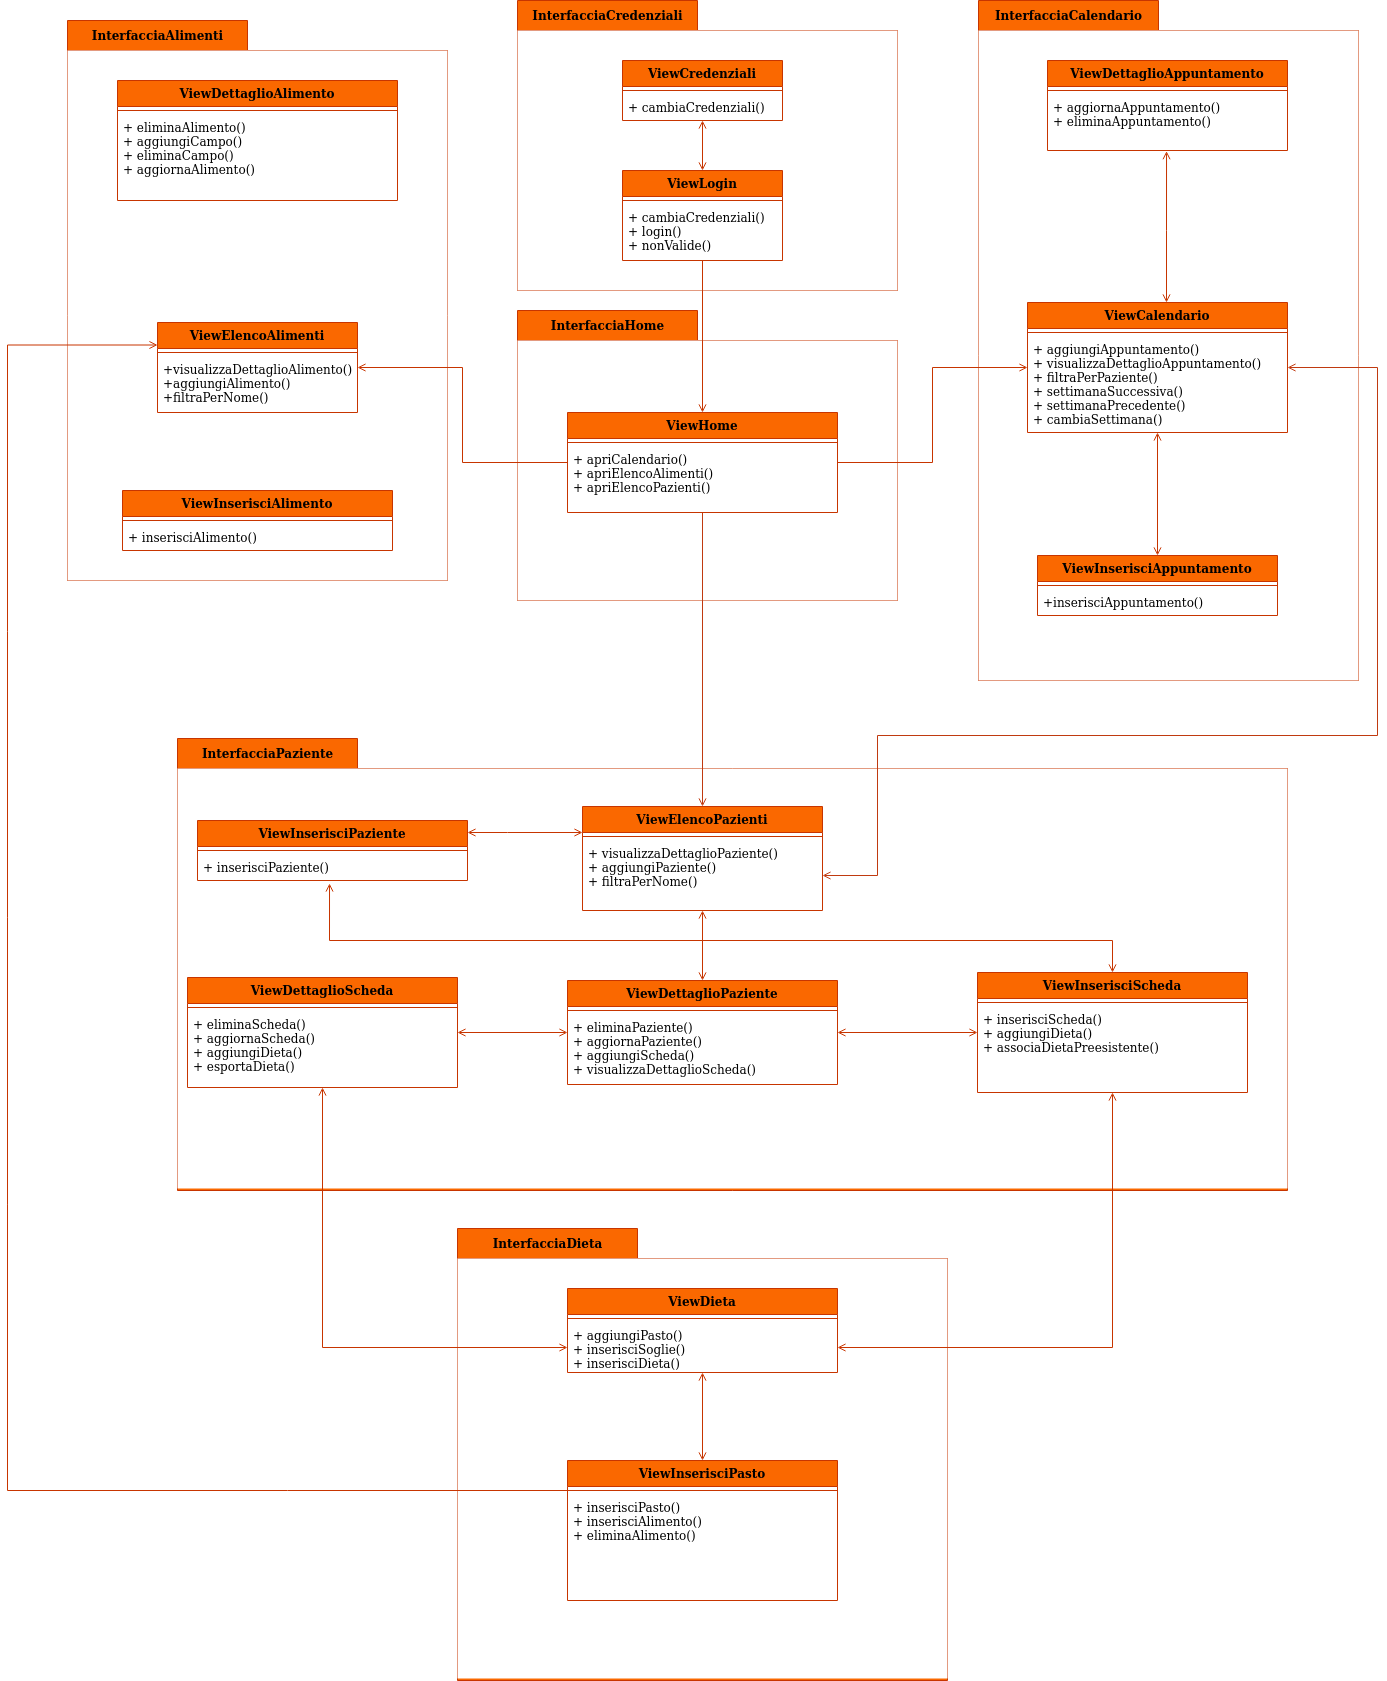 InterfacciaAlimenti
ViewDettaglioAlimento
+ eliminaAlimento()
+ aggiungiCampo()
+ eliminaCampo()
+ aggiornaAlimento()
ViewElencoAlimenti
+visualizzaDettaglioAlimento()
+aggiungiAlimento()
+filtraPerNome()
ViewInserisciAlimento
+ inserisciAlimento()
InterfacciaCredenziali
ViewCredenziali
+ cambiaCredenziali()
ViewLogin
+ cambiaCredenziali()
+ login()
+ nonValide()
InterfacciaHome
ViewHome
+ apriCalendario()
+ apriElencoAlimenti()
+ apriElencoPazienti()
InterfacciaCalendario
ViewDettaglioAppuntamento
+ aggiornaAppuntamento()
+ eliminaAppuntamento()
ViewCalendario
+ aggiungiAppuntamento()
+ visualizzaDettaglioAppuntamento()
+ filtraPerPaziente()
+ settimanaSuccessiva()
+ settimanaPrecedente()
+ cambiaSettimana()
ViewInserisciAppuntamento
+inserisciAppuntamento()
InterfacciaPaziente
ViewInserisciPaziente
+ inserisciPaziente()
ViewElencoPazienti
+ visualizzaDettaglioPaziente()
+ aggiungiPaziente()
+ filtraPerNome()
ViewDettaglioScheda
+ eliminaScheda()
+ aggiornaScheda()
+ aggiungiDieta()
+ esportaDieta()
ViewDettaglioPaziente
+ eliminaPaziente()
+ aggiornaPaziente()
+ aggiungiScheda()
+ visualizzaDettaglioScheda()
ViewInserisciScheda
+ inserisciScheda()
+ aggiungiDieta()
+ associaDietaPreesistente()
InterfacciaDieta
ViewDieta
+ aggiungiPasto()
+ inserisciSoglie()
+ inserisciDieta()
ViewInserisciPasto
+ inserisciPasto()
+ inserisciAlimento()
+ eliminaAlimento()